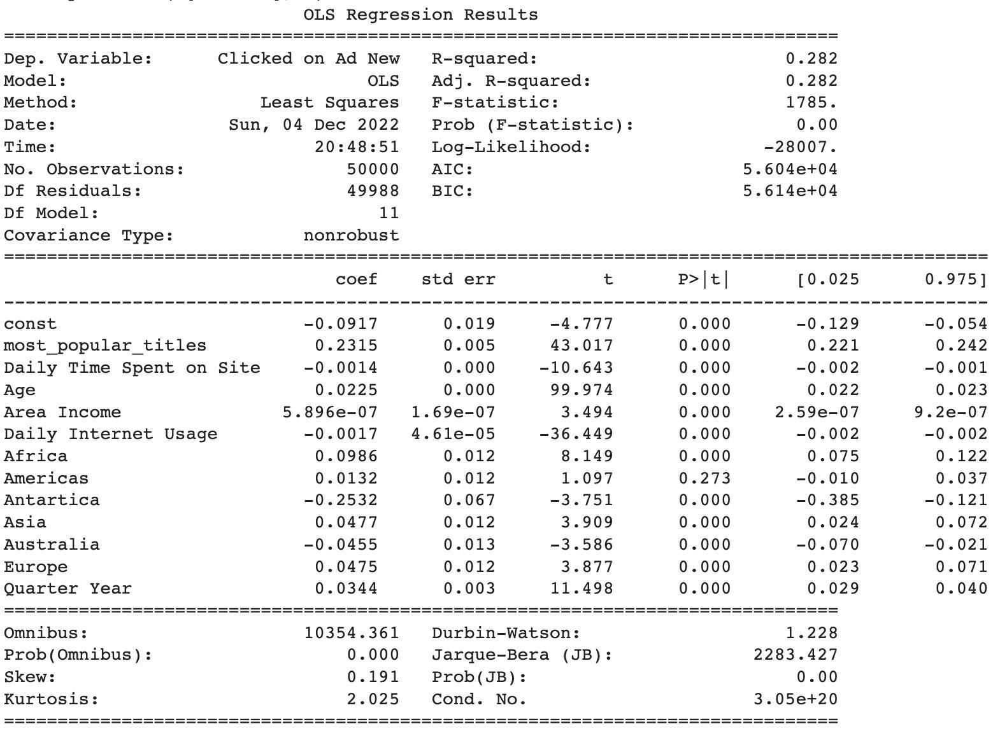 OLS Regression Results
==============================================================================
Dep. Variable:     Clicked on Ad New   R-squared:                       0.282
Model:                            OLS   Adj. R-squared:                  0.282
Method:                 Least Squares   F-statistic:                     1785.
Date:                Sun, 04 Dec 2022   Prob (F-statistic):               0.00
Time:                        20:48:51   Log-Likelihood:                -28007.
No. Observations:               50000   AIC:                         5.604e+04
Df Residuals:                   49988   BIC:                         5.614e+04
Df Model:                          11
Covariance Type:            nonrobust
============================================================================================
                               coef    std err          t      P>|t|      [0.025      0.975]
--------------------------------------------------------------------------------------------
const                       -0.0917      0.019     -4.777      0.000      -0.129      -0.054
most_popular_titles          0.2315      0.005     43.017      0.000       0.221       0.242
Daily Time Spent on Site    -0.0014      0.000    -10.643      0.000      -0.002      -0.001
Age                          0.0225      0.000     99.974      0.000       0.022       0.023
Area Income               5.896e-07   1.69e-07      3.494      0.000    2.59e-07     9.2e-07
Daily Internet Usage        -0.0017   4.61e-05    -36.449      0.000      -0.002      -0.002
Africa                       0.0986      0.012      8.149      0.000       0.075       0.122
Americas                     0.0132      0.012      1.097      0.273      -0.010       0.037
Antartica                   -0.2532      0.067     -3.751      0.000      -0.385      -0.121
Asia                         0.0477      0.012      3.909      0.000       0.024       0.072
Australia                   -0.0455      0.013     -3.586      0.000      -0.070      -0.021
Europe                       0.0475      0.012      3.877      0.000       0.023       0.071
Quarter Year                 0.0344      0.003     11.498      0.000       0.029       0.040
==============================================================================
Omnibus:                    10354.361   Durbin-Watson:                   1.228
Prob(Omnibus):                  0.000   Jarque-Bera (JB):             2283.427
Skew:                           0.191   Prob(JB):                         0.00
Kurtosis:                       2.025   Cond. No.                     3.05e+20
==============================================================================